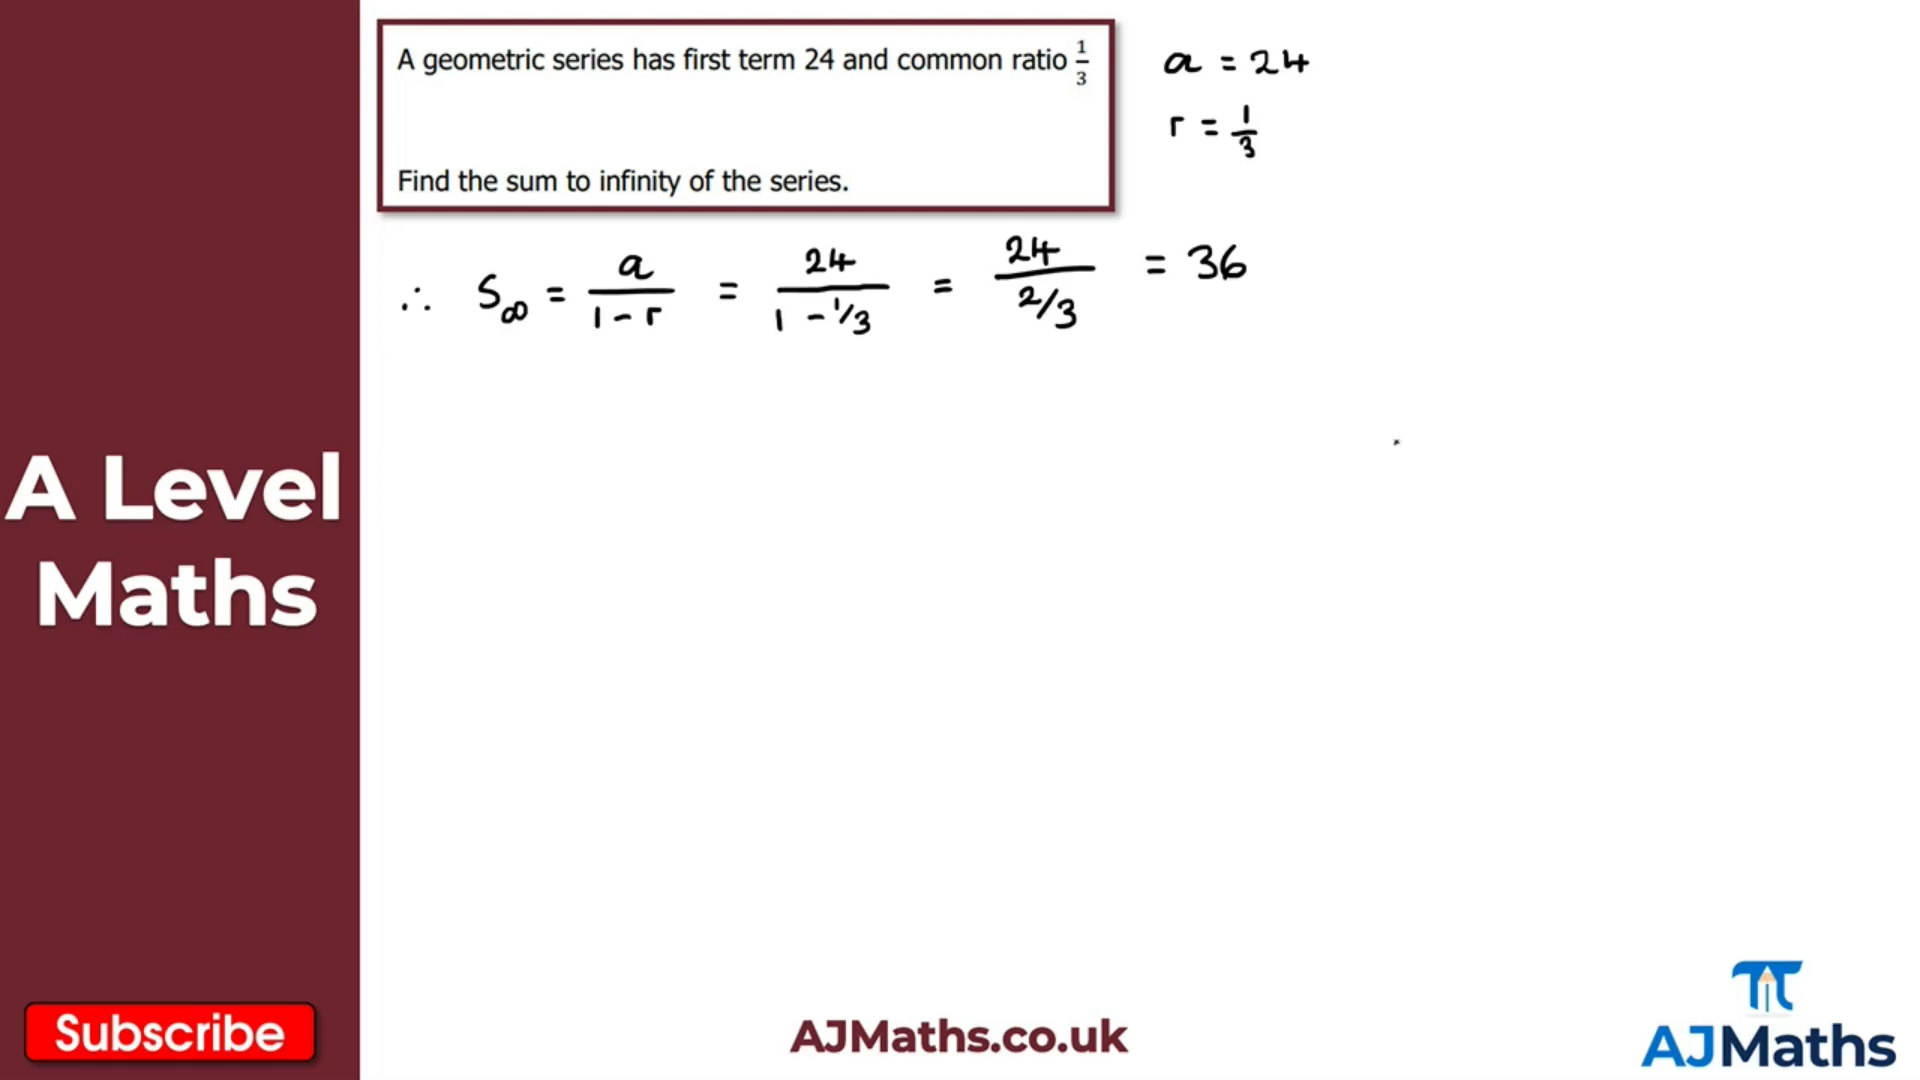 A geometric series has first term 24 and common ratio 1/3
Find the sum to infinity of the series.
a = 24
r = 1/3
∴ S∞ = a/(1 - r) = 24/(1 - 1/3) = 24/(2/3) = 36
A Level
Maths
Subscribe
AJMaths.co.uk
AJMaths